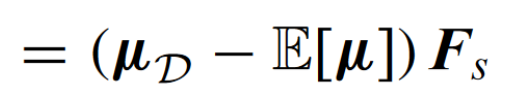 = (μ_𝒟 − 𝔼[μ]) F_s